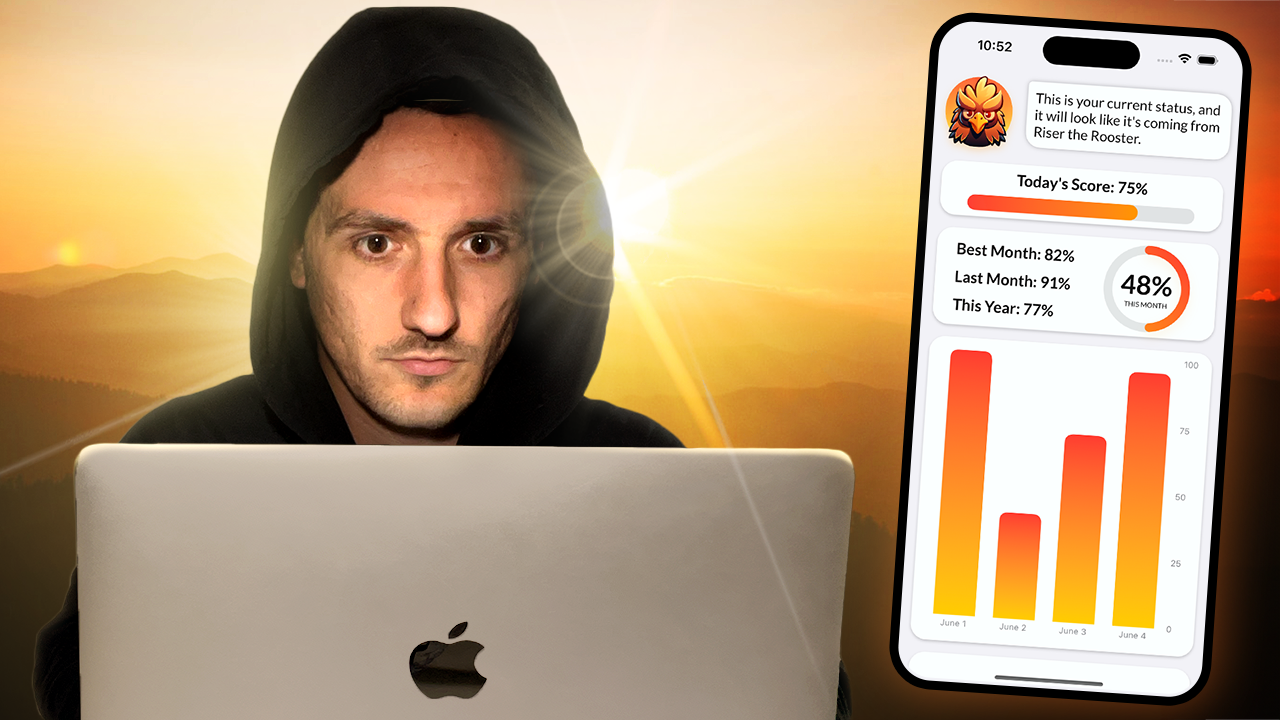 10:52
This is your current status, and
it will look like it's coming from
Riser the Rooster.
Today's Score: 75%
Best Month: 82%
Last Month: 91%
This Year: 77%
48%
THIS MONTH
100
75
50
25
0
June 1
June 2
June 3
June 4